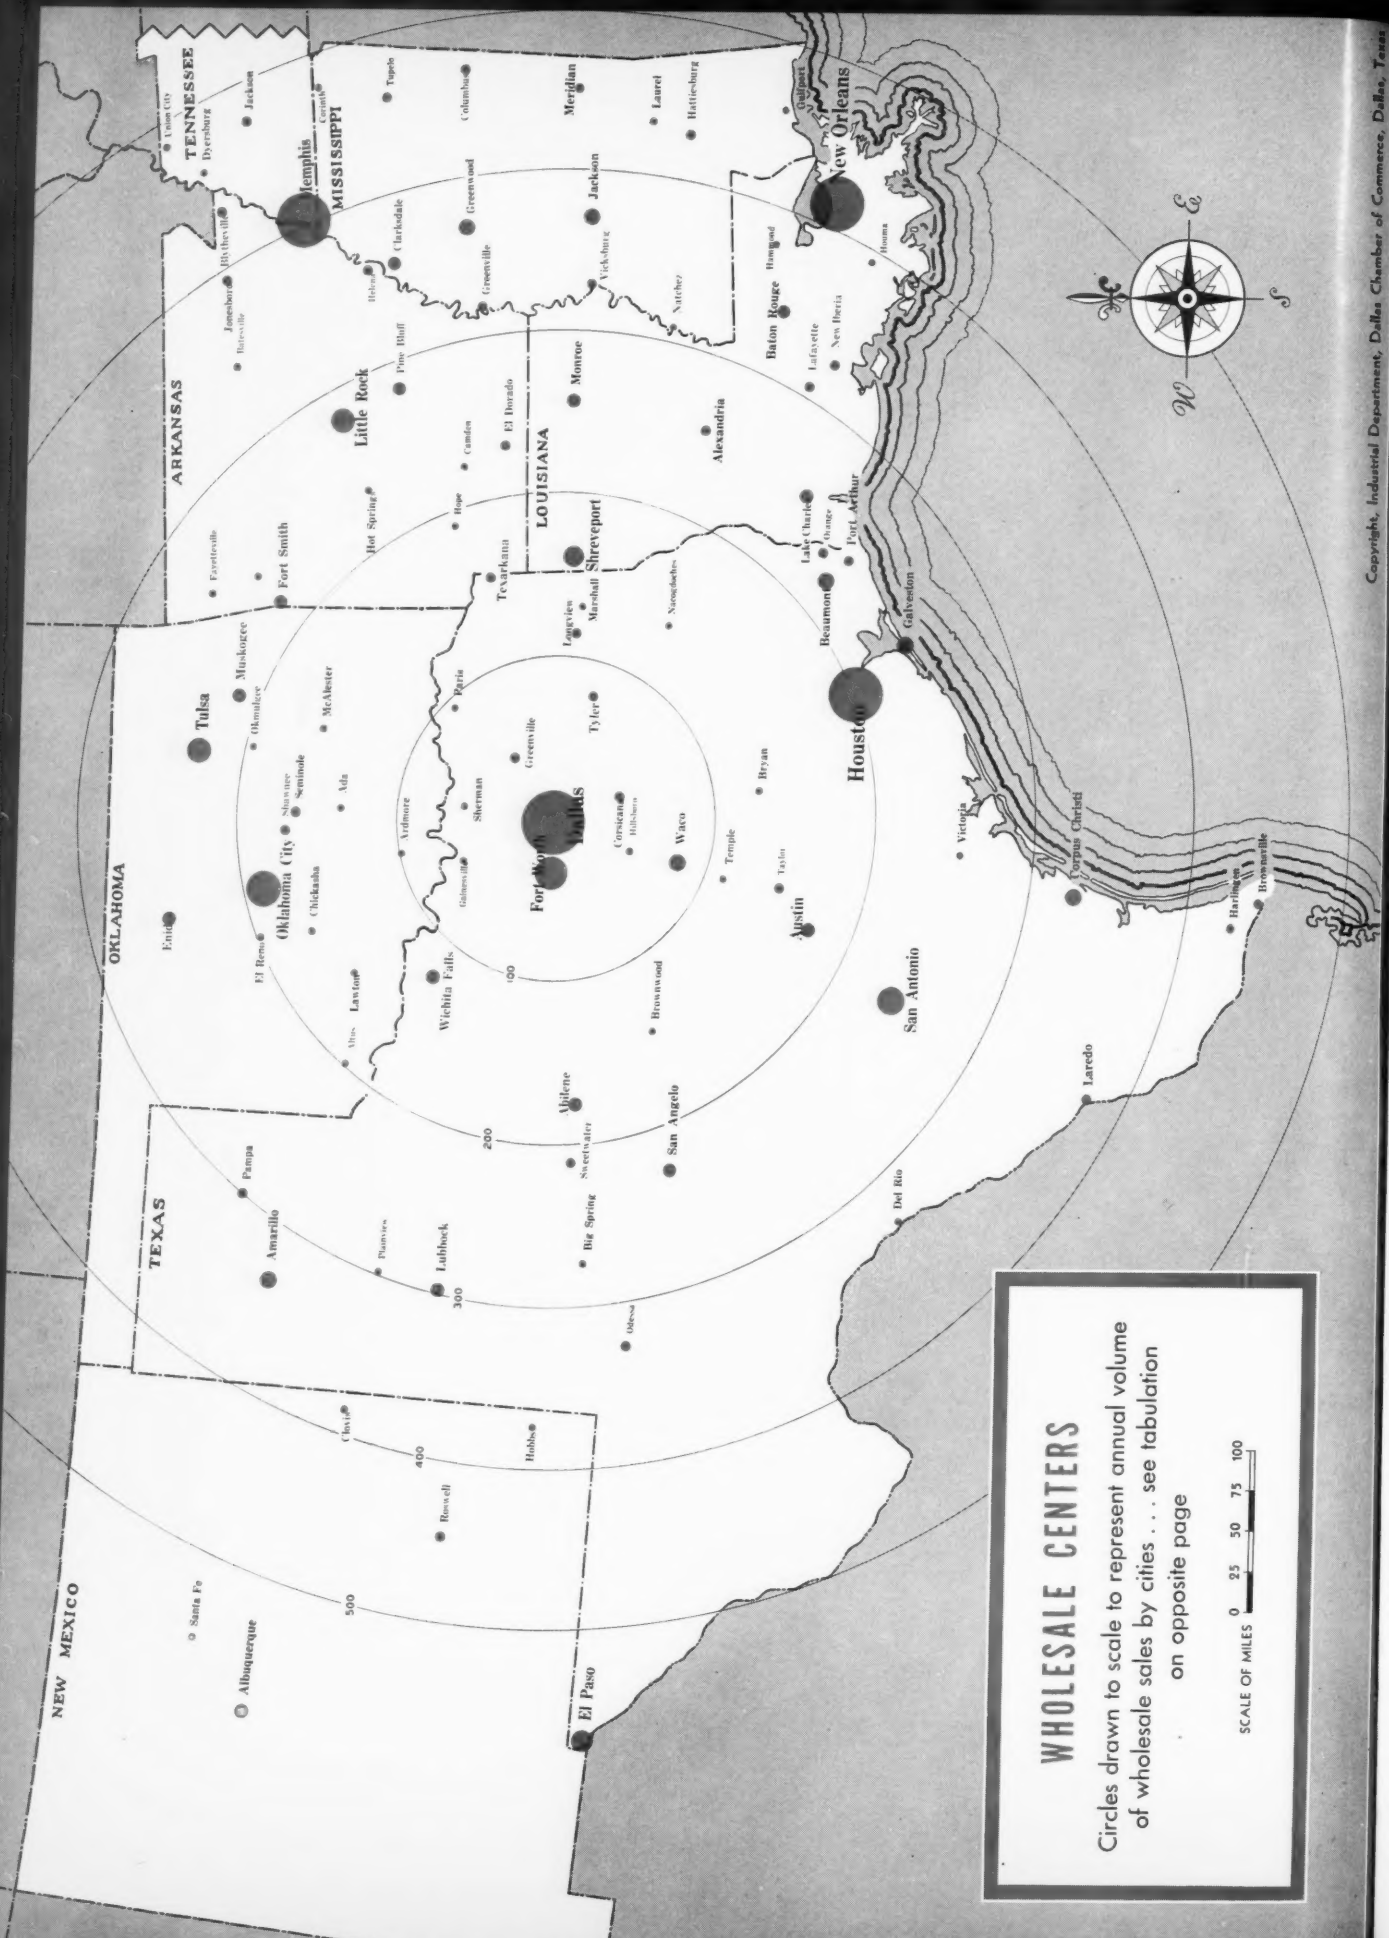 WHOLESALE CENTERS
Circles drawn to scale to represent annual volume
of wholesale sales by cities . . . see tabulation
on opposite page
SCALE OF MILES 0 25 50 75 100
NEW MEXICO
Santa Fe
Albuquerque
Clovis
Roswell
Hobbs
500
400
300
200
100
TEXAS
El Paso
Pampa
Amarillo
Plainview
Lubbock
Odessa
Big Spring
Sweetwater
Abilene
San Angelo
Del Rio
Laredo
Brownwood
Wichita Falls
San Antonio
Austin
Taylor
Temple
Waco
Bryan
Hillsboro
Corsicana
Fort Worth
Dallas
Gainesville
Sherman
Greenville
Paris
Tyler
Longview
Marshall
Nacogdoches
Texarkana
Houston
Galveston
Beaumont
Orange
Port Arthur
Victoria
Corpus Christi
Harlingen
Brownsville
OKLAHOMA
Enid
El Reno
Oklahoma City
Chickasha
Lawton
Altus
Shawnee
Seminole
Ada
Ardmore
Okmulgee
McAlester
Muskogee
Tulsa
ARKANSAS
Fayetteville
Fort Smith
Hot Springs
Hope
Camden
El Dorado
Little Rock
Pine Bluff
Batesville
Jonesboro
Blytheville
Helena
LOUISIANA
Shreveport
Monroe
Alexandria
Lake Charles
Lafayette
New Iberia
Baton Rouge
Hammond
Houma
New Orleans
TENNESSEE
Union City
Dyersburg
Jackson
Memphis
MISSISSIPPI
Corinth
Tupelo
Columbus
Clarksdale
Greenwood
Greenville
Vicksburg
Jackson
Natchez
Meridian
Laurel
Hattiesburg
Gulfport
W
E
S
Copyright, Industrial Department, Dallas Chamber of Commerce, Dallas, Texas